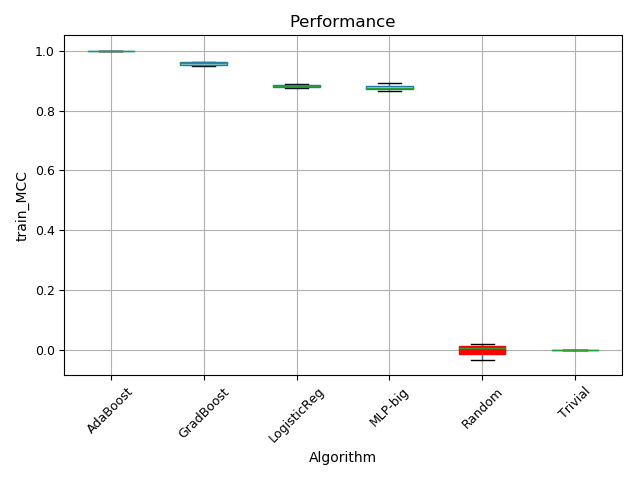 Performance
train_MCC
1.0
0.8
0.6
0.4
0.2
0.0
AdaBoost
GradBoost
LogisticReg
MLP-big
Random
Trivial
Algorithm